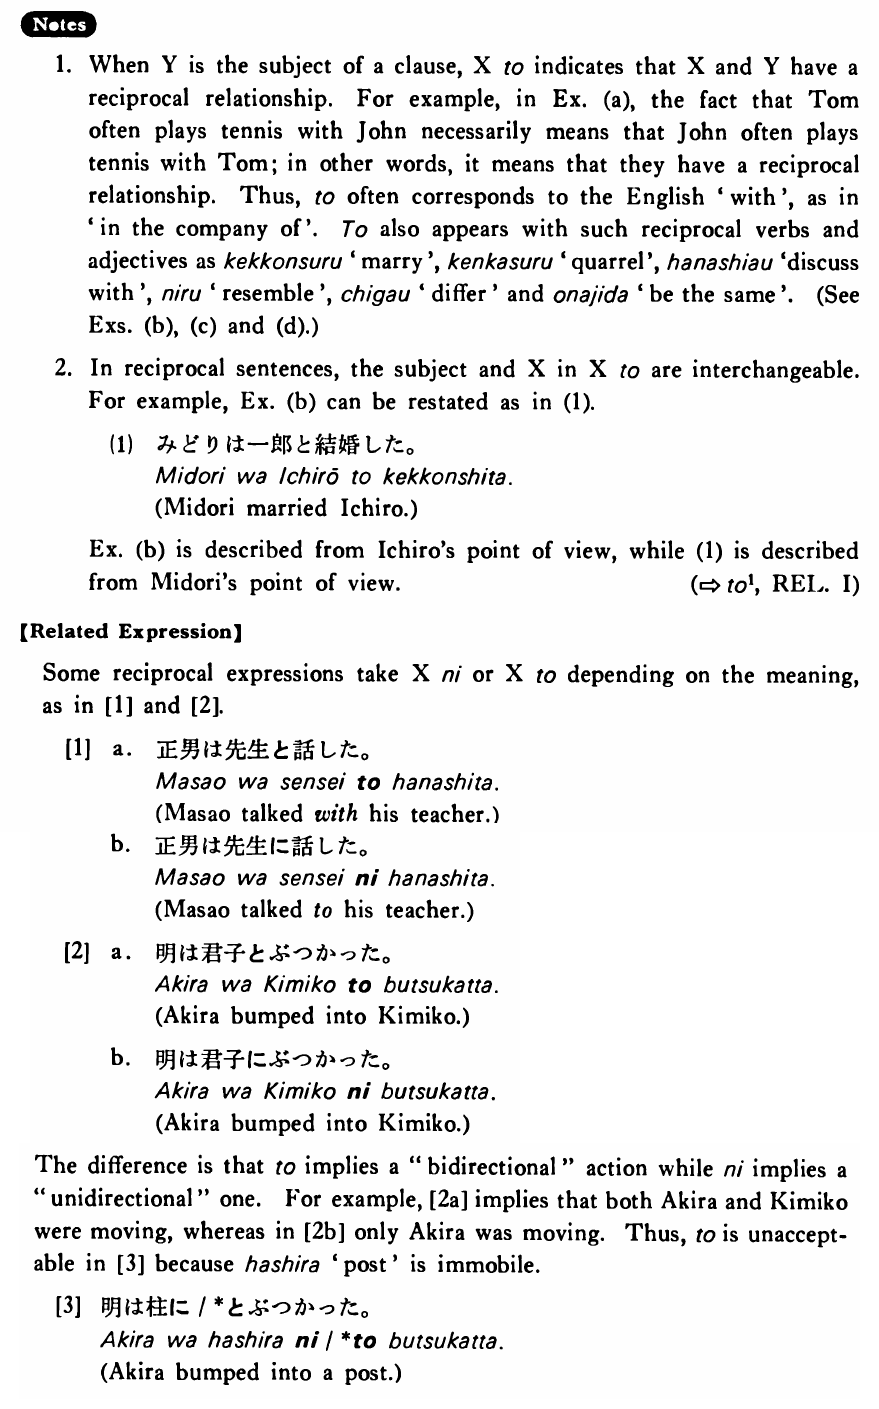 Notes
1. When Y is the subject of a clause, X to indicates that X and Y have a
reciprocal relationship. For example, in Ex. (a), the fact that Tom
often plays tennis with John necessarily means that John often plays
tennis with Tom; in other words, it means that they have a reciprocal
relationship. Thus, to often corresponds to the English ‘with’, as in
‘in the company of’. To also appears with such reciprocal verbs and
adjectives as kekkonsuru ‘marry’, kenkasuru ‘quarrel’, hanashiau ‘discuss
with’, niru ‘resemble’, chigau ‘differ’ and onajida ‘be the same’. (See
Exs. (b), (c) and (d).)
2. In reciprocal sentences, the subject and X in X to are interchangeable.
For example, Ex. (b) can be restated as in (1).
(1) みどりは一郎と結婚した。
Midori wa Ichirō to kekkonshita.
(Midori married Ichiro.)
Ex. (b) is described from Ichiro’s point of view, while (1) is described
from Midori’s point of view. (⇨ to¹, REL. I)
【Related Expression】
Some reciprocal expressions take X ni or X to depending on the meaning,
as in [1] and [2].
[1] a. 正男は先生と話した。
Masao wa sensei to hanashita.
(Masao talked with his teacher.)
b. 正男は先生に話した。
Masao wa sensei ni hanashita.
(Masao talked to his teacher.)
[2] a. 明は君子とぶつかった。
Akira wa Kimiko to butsukatta.
(Akira bumped into Kimiko.)
b. 明は君子にぶつかった。
Akira wa Kimiko ni butsukatta.
(Akira bumped into Kimiko.)
The difference is that to implies a “bidirectional” action while ni implies a
“unidirectional” one. For example, [2a] implies that both Akira and Kimiko
were moving, whereas in [2b] only Akira was moving. Thus, to is unaccept-
able in [3] because hashira ‘post’ is immobile.
[3] 明は柱に / *とぶつかった。
Akira wa hashira ni / *to butsukatta.
(Akira bumped into a post.)